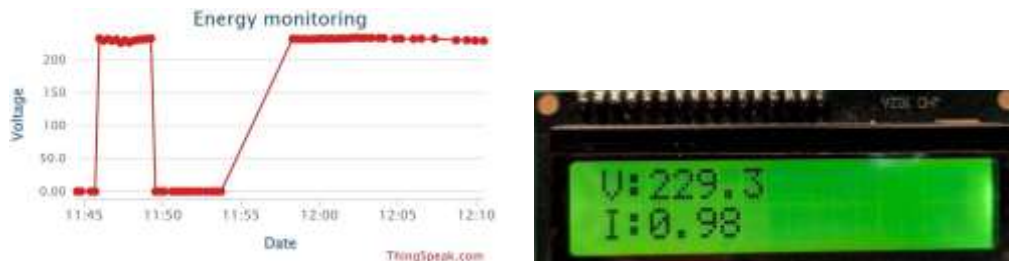 Energy monitoring
Voltage
200
150
100
50.0
0.00
11:45 11:50 11:55 12:00 12:05 12:10
Date
ThingSpeak.com
V:229.3
I:0.98